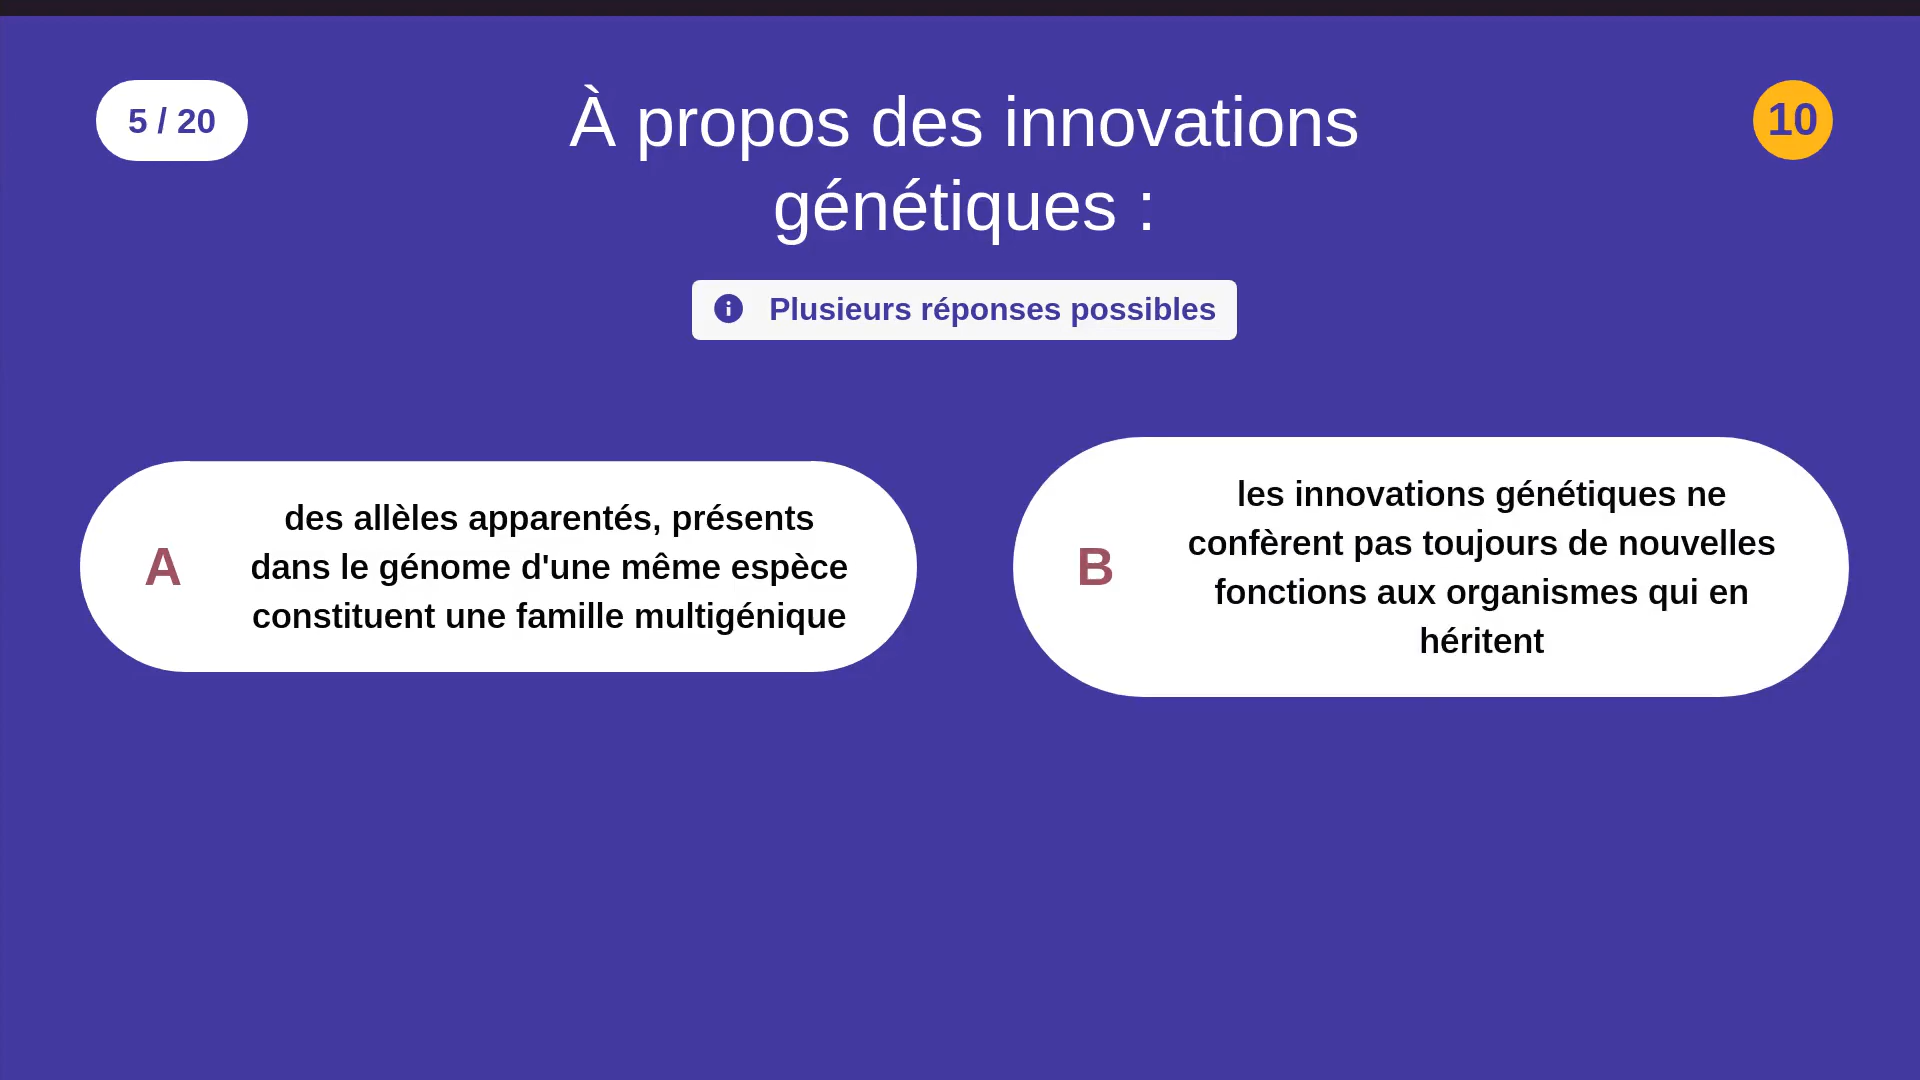 5 / 20
À propos des innovations
génétiques :
10
Plusieurs réponses possibles
A
des allèles apparentés, présents
dans le génome d'une même espèce
constituent une famille multigénique
B
les innovations génétiques ne
confèrent pas toujours de nouvelles
fonctions aux organismes qui en
héritent